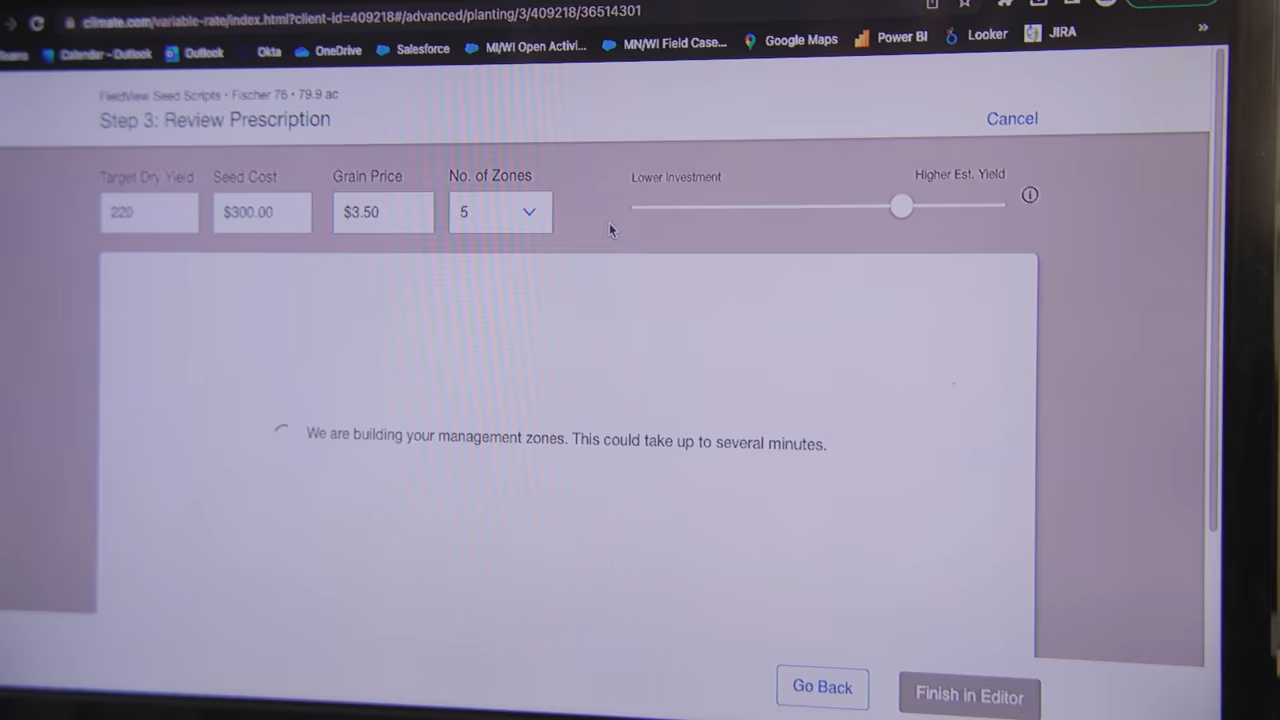 climate.com/variable-rate/index.html?client-id=409218#/advanced/planting/3/409218/36514301
Teams Calendar – Outlook Outlook Okta OneDrive Salesforce MI/WI Open Activi... MN/WI Field Case... Google Maps Power BI Looker JIRA »
FieldView Seed Scripts • Fischer 76 • 79.9 ac
Step 3: Review Prescription
Cancel
Target Dry Yield Seed Cost Grain Price No. of Zones Lower Investment Higher Est. Yield
220 $300.00 $3.50 5
We are building your management zones. This could take up to several minutes.
Go Back Finish in Editor